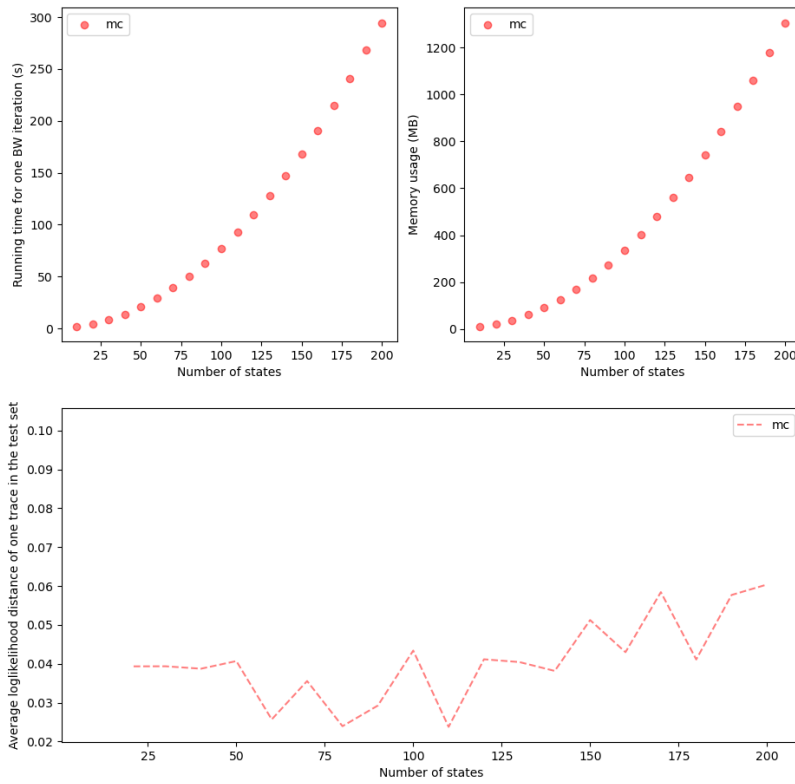 mc
300
250
200
150
100
50
0
Running time for one BW iteration (s)
25 50 75 100 125 150 175 200
Number of states
mc
1200
1000
800
600
400
200
0
Memory usage (MB)
25 50 75 100 125 150 175 200
Number of states
mc
0.10
0.09
0.08
0.07
0.06
0.05
0.04
0.03
0.02
Average loglikelihood distance of one trace in the test set
25 50 75 100 125 150 175 200
Number of states